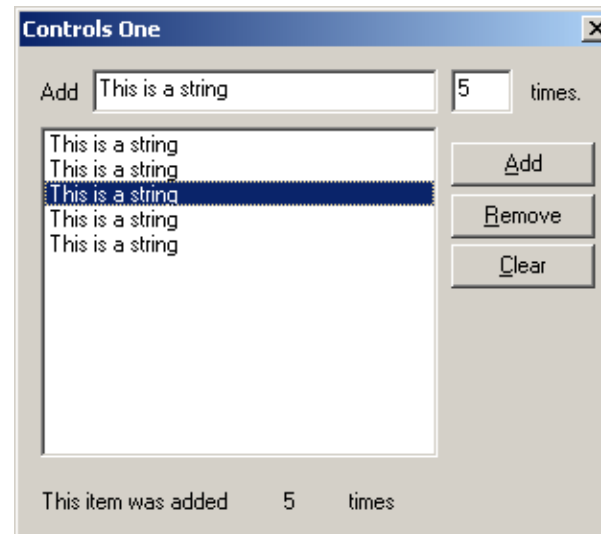 Controls One
Add This is a string 5 times.
This is a string
This is a string
This is a string
This is a string
This is a string
Add
Remove
Clear
This item was added 5 times